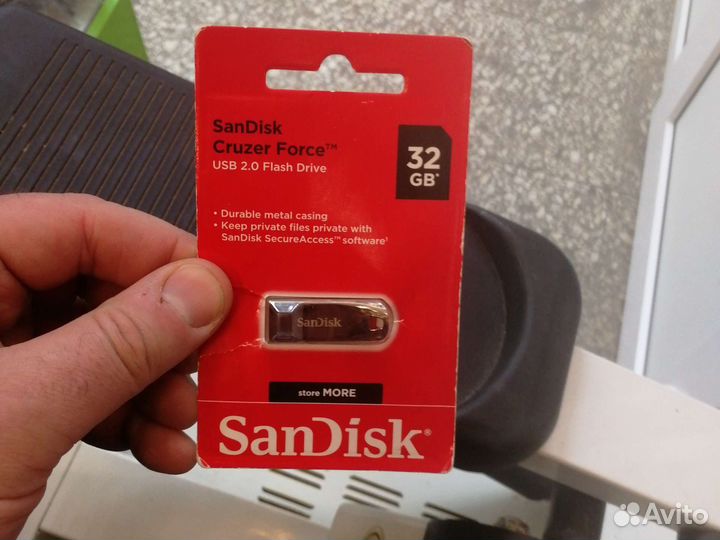 SanDisk
Cruzer Force™
USB 2.0 Flash Drive
32
GB*
• Durable metal casing
• Keep private files private with
SanDisk SecureAccess™ software¹
SanDisk
store MORE
SanDisk®
Avito